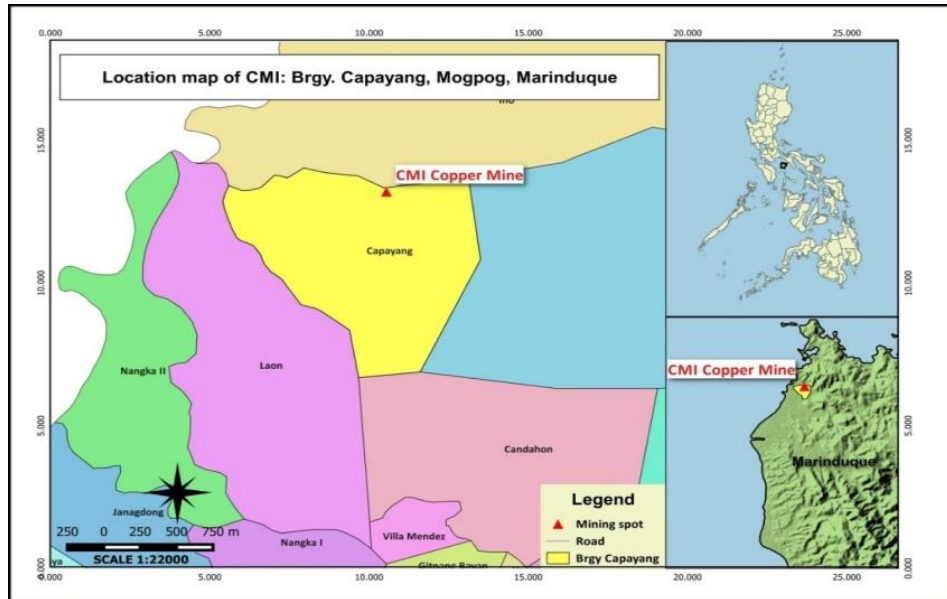 0.000 5.000 10.000 15.000 20.000 25.000
Location map of CMI: Brgy. Capayang, Mogpog, Marinduque
15.000
15.000
CMI Copper Mine
Capayang
10.000
10.000
CMI Copper Mine
Nangka II
Laon
5.000
5.000
Marinduque
Candahon
Janagdong
Legend
Mining spot
Road
Brgy Capayang
250 0 250 500 750 m
SCALE 1:22000
Nangka I
Villa Mendez
0.000
0.000
5.000 10.000 15.000 20.000 25.000